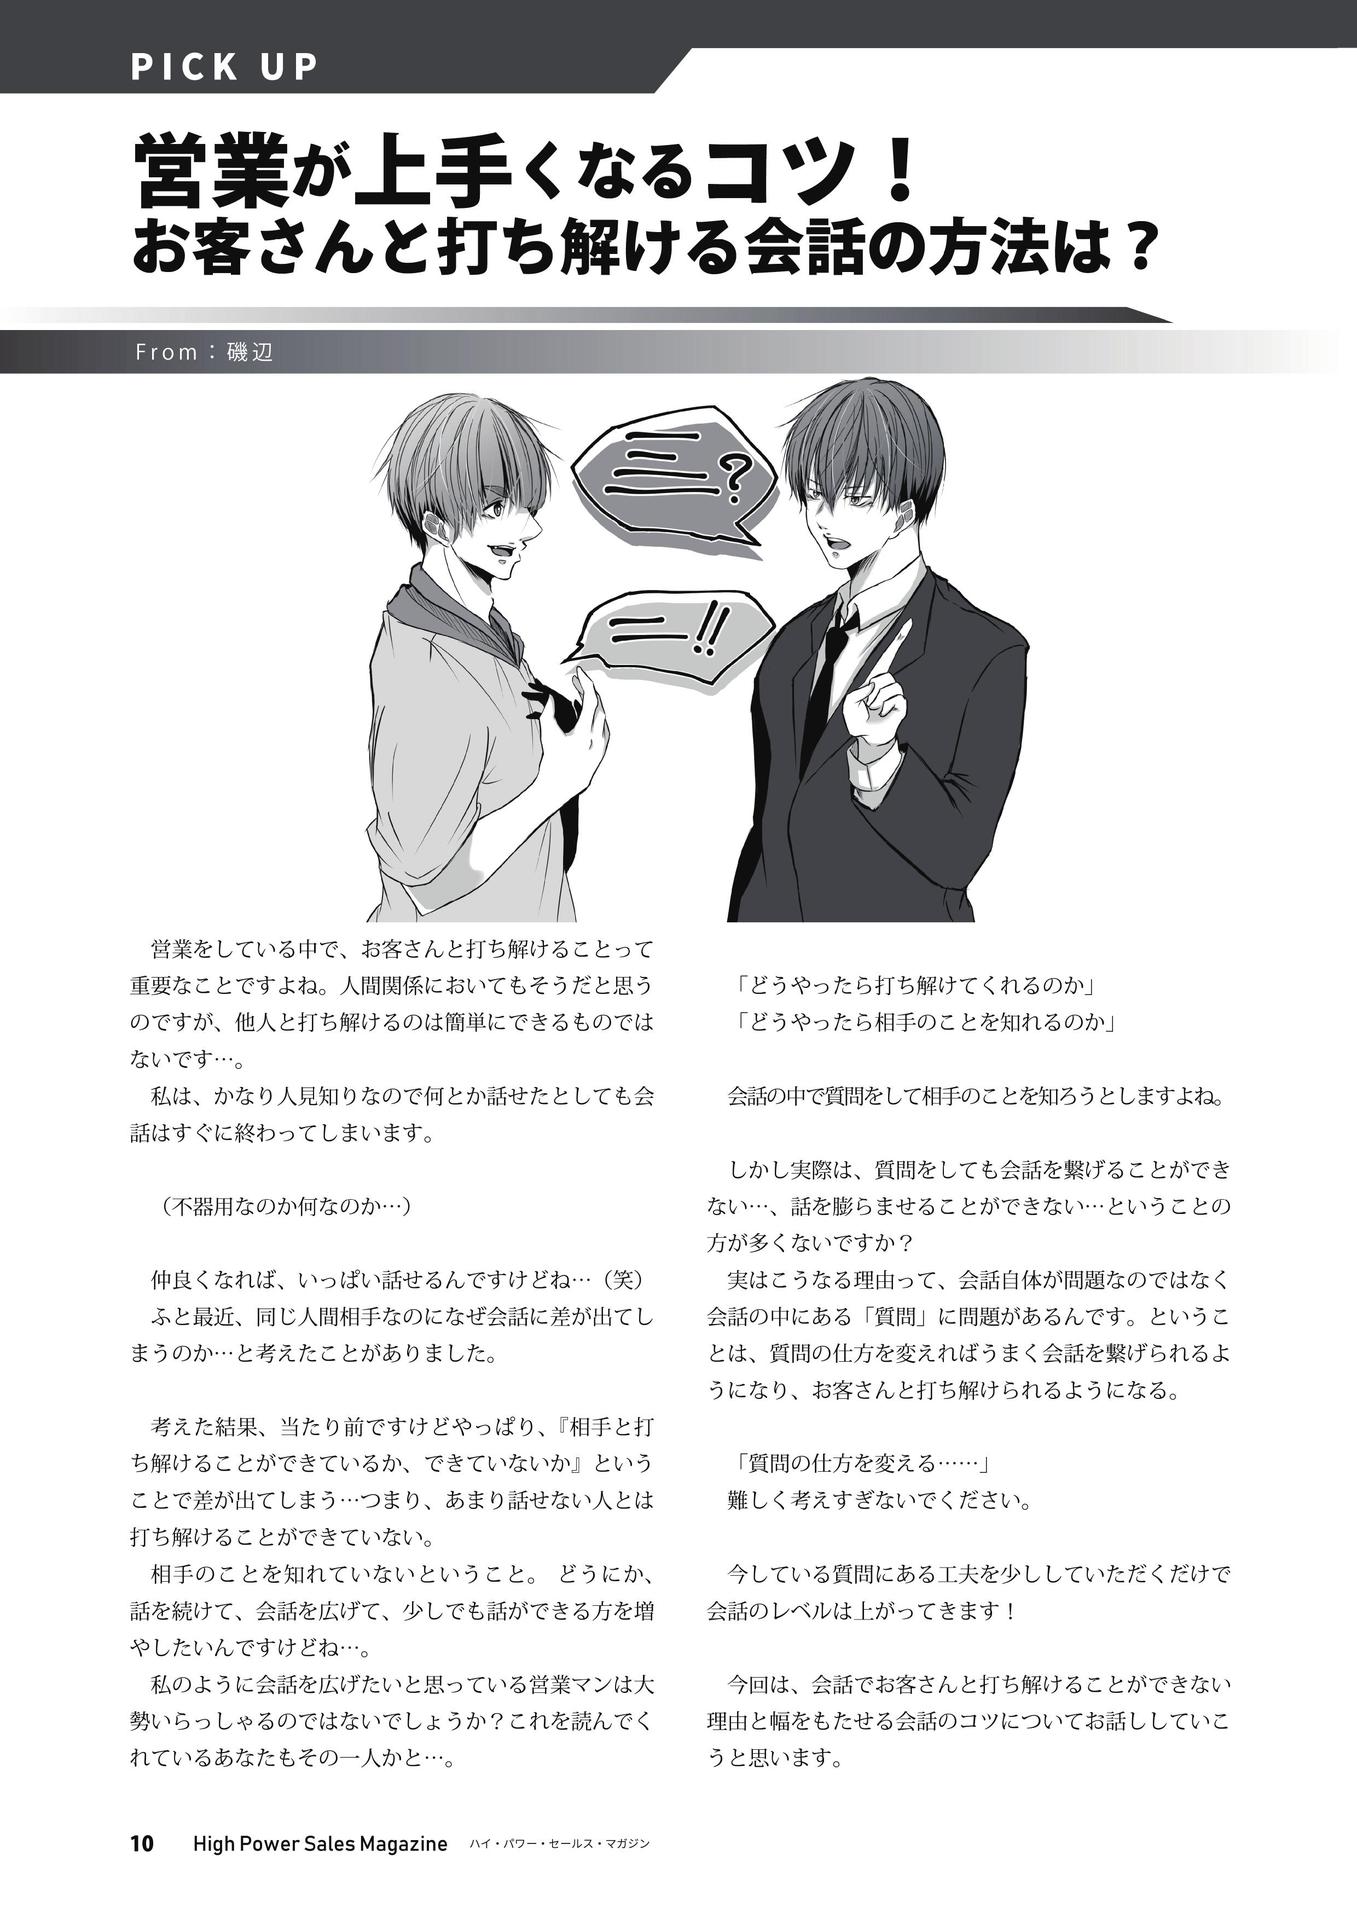 PICK UP
営業が上手くなるコツ！
お客さんと打ち解ける会話の方法は？
From：磯辺
？
!!
営業をしている中で、お客さんと打ち解けることって
重要なことですよね。人間関係においてもそうだと思う
のですが、他人と打ち解けるのは簡単にできるものでは
ないです…。
私は、かなり人見知りなので何とか話せたとしても会
話はすぐに終わってしまいます。
（不器用なのか何なのか…）
仲良くなれば、いっぱい話せるんですけどね…（笑）
ふと最近、同じ人間相手なのになぜ会話に差が出てし
まうのか…と考えたことがありました。
考えた結果、当たり前ですけどやっぱり、『相手と打
ち解けることができているか、できていないか』という
ことで差が出てしまう…つまり、あまり話せない人とは
打ち解けることができていない。
相手のことを知れていないということ。 どうにか、
話を続けて、会話を広げて、少しでも話ができる方を増
やしたいんですけどね…。
私のように会話を広げたいと思っている営業マンは大
勢いらっしゃるのではないでしょうか？これを読んでく
れているあなたもその一人かと…。
「どうやったら打ち解けてくれるのか」
「どうやったら相手のことを知れるのか」
会話の中で質問をして相手のことを知ろうとしますよね。
しかし実際は、質問をしても会話を繋げることができ
ない…、話を膨らませることができない…ということの
方が多くないですか？
実はこうなる理由って、会話自体が問題なのではなく
会話の中にある「質問」に問題があるんです。というこ
とは、質問の仕方を変えればうまく会話を繋げられるよ
うになり、お客さんと打ち解けられるようになる。
「質問の仕方を変える……」
難しく考えすぎないでください。
今している質問にある工夫を少ししていただくだけで
会話のレベルは上がってきます！
今回は、会話でお客さんと打ち解けることができない
理由と幅をもたせる会話のコツについてお話ししていこ
うと思います。
10 High Power Sales Magazine ハイ・パワー・セールス・マガジン